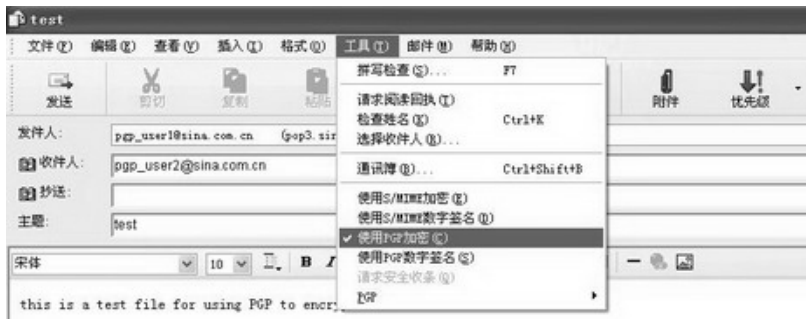 test
文件(F) 编辑(E) 查看(V) 插入(I) 格式(O) 工具(T) 邮件(M) 帮助(H)
拼写检查(S)... F7
发送 剪切 复制 粘贴 附件 优先级
请求阅读回执(T)
检查姓名(K) Ctrl+K
选择收件人(R)...
发件人: pgp_user1@sina.com.cn (pop3.sin
收件人: pgp_user2@sina.com.cn
通讯簿(B)... Ctrl+Shift+B
抄送:
使用S/MIME加密(E)
使用S/MIME数字签名(D)
主题: test
使用PGP加密(C)
使用PGP数字签名(S)
宋体 10 B I
请求安全收条(Q)
PGP
this is a test file for using PGP to encry